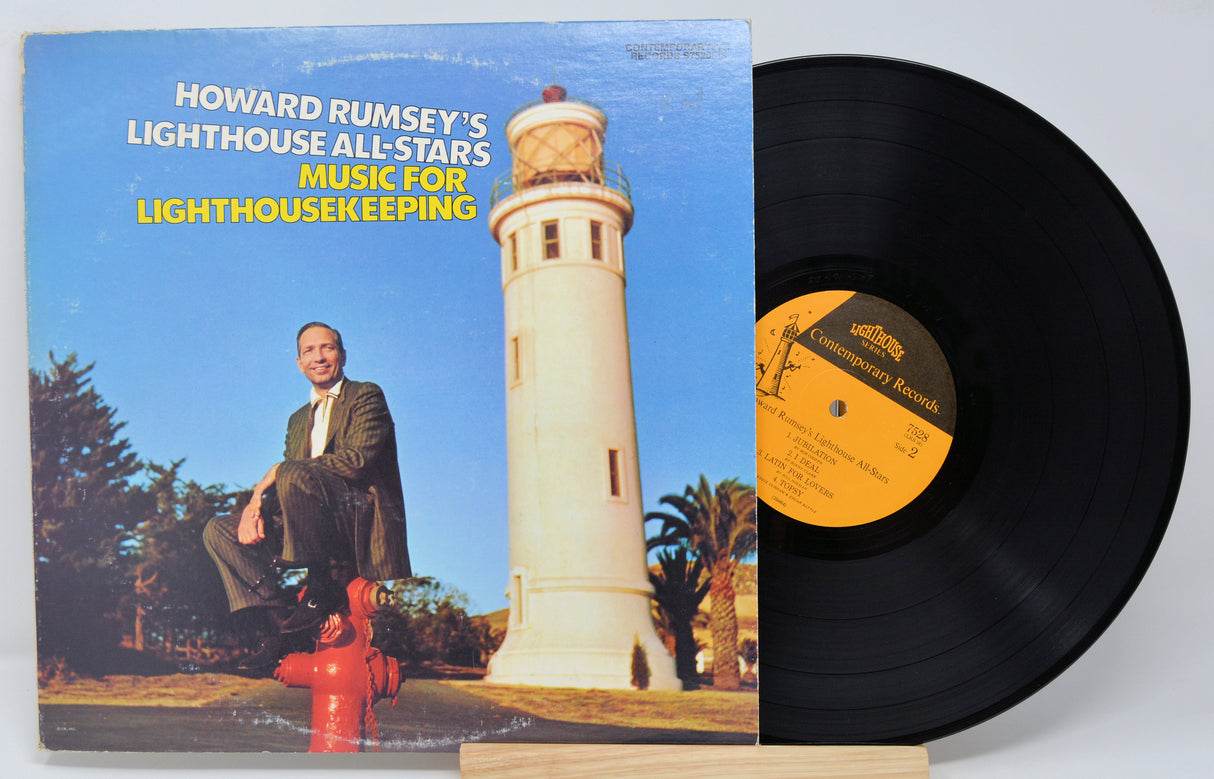 CONTEMPORARY
RECORDS S7528
HOWARD RUMSEY'S
LIGHTHOUSE ALL-STARS
MUSIC FOR
LIGHTHOUSEKEEPING
LIGHTHOUSE
SERIES
Contemporary Records.
7528
Side 2
Howard Rumsey's Lighthouse All-Stars
1. JUBILATION
2. I DEAL
3. LATIN FOR LOVERS
4. TOPSY